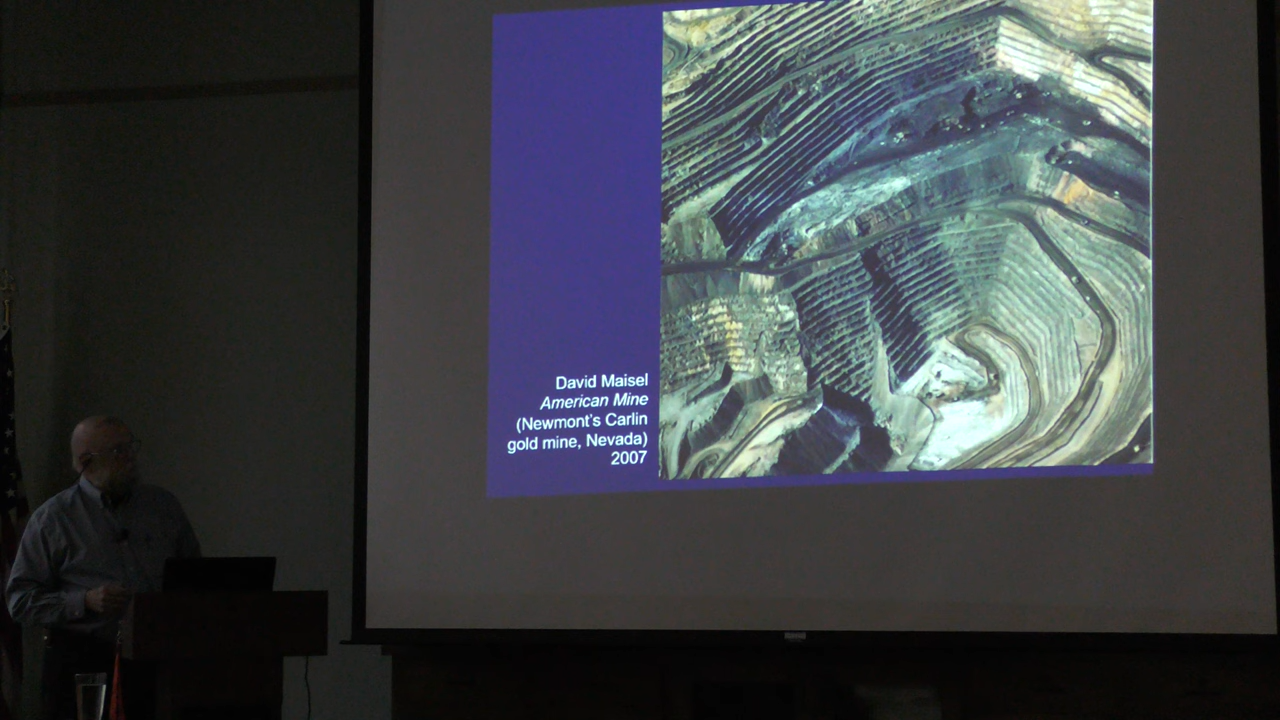 David Maisel
American Mine
(Newmont's Carlin
gold mine, Nevada)
2007